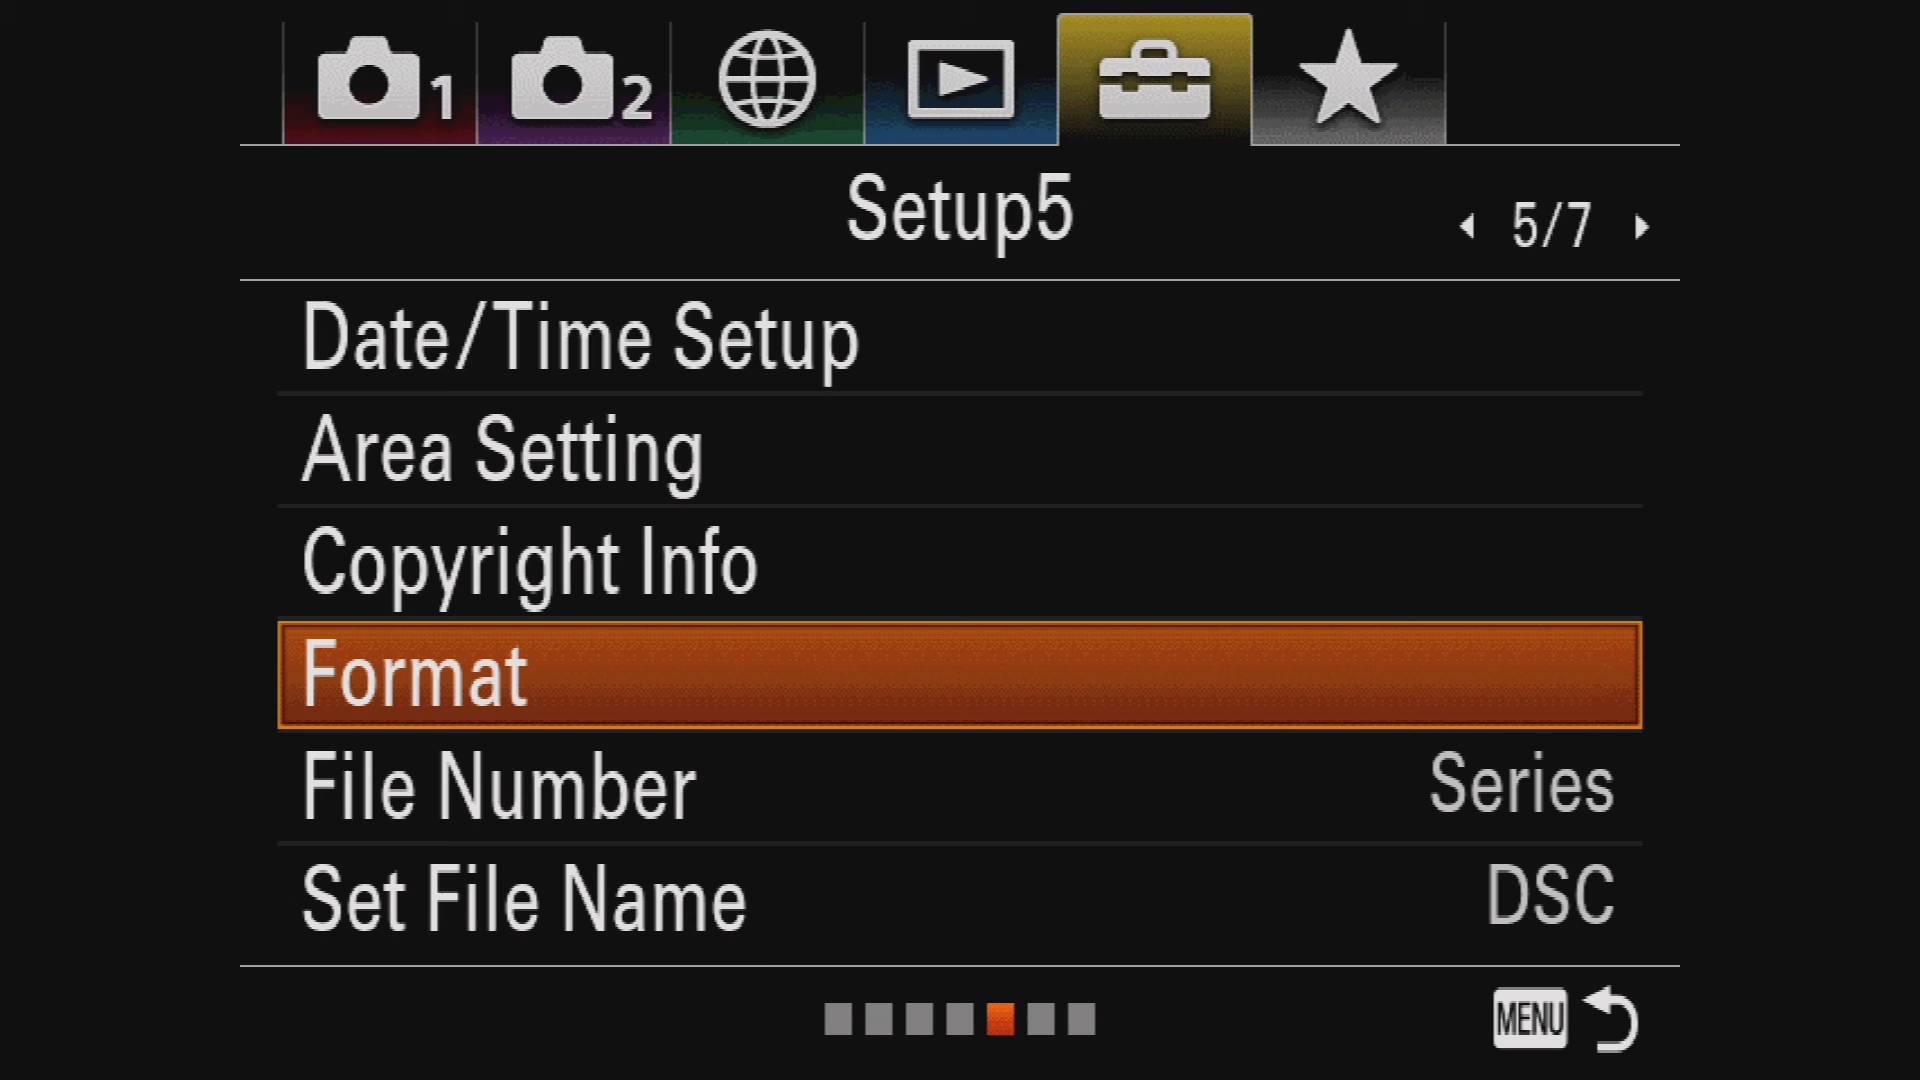 1 2
Setup5
5/7
Date/Time Setup
Area Setting
Copyright Info
Format
File Number Series
Set File Name DSC
MENU